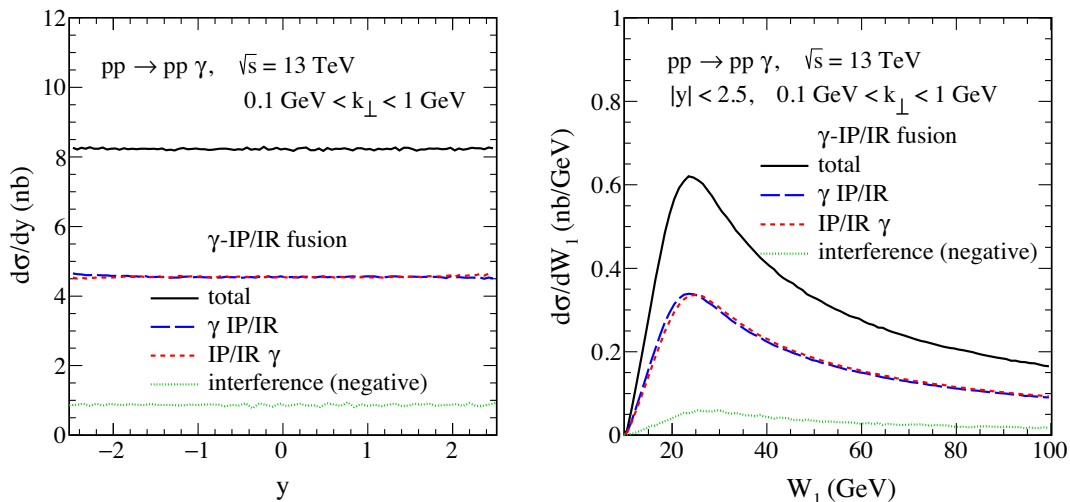 12
10
8
6
4
2
0
dσ/dy (nb)
pp → pp γ, √s = 13 TeV
0.1 GeV < k⊥ < 1 GeV
γ-IP/IR fusion
total
γ IP/IR
IP/IR γ
interference (negative)
−2 −1 0 1 2
y
1
0.8
0.6
0.4
0.2
0
dσ/dW₁ (nb/GeV)
pp → pp γ, √s = 13 TeV
|y| < 2.5, 0.1 GeV < k⊥ < 1 GeV
γ-IP/IR fusion
total
γ IP/IR
IP/IR γ
interference (negative)
20 40 60 80 100
W₁ (GeV)